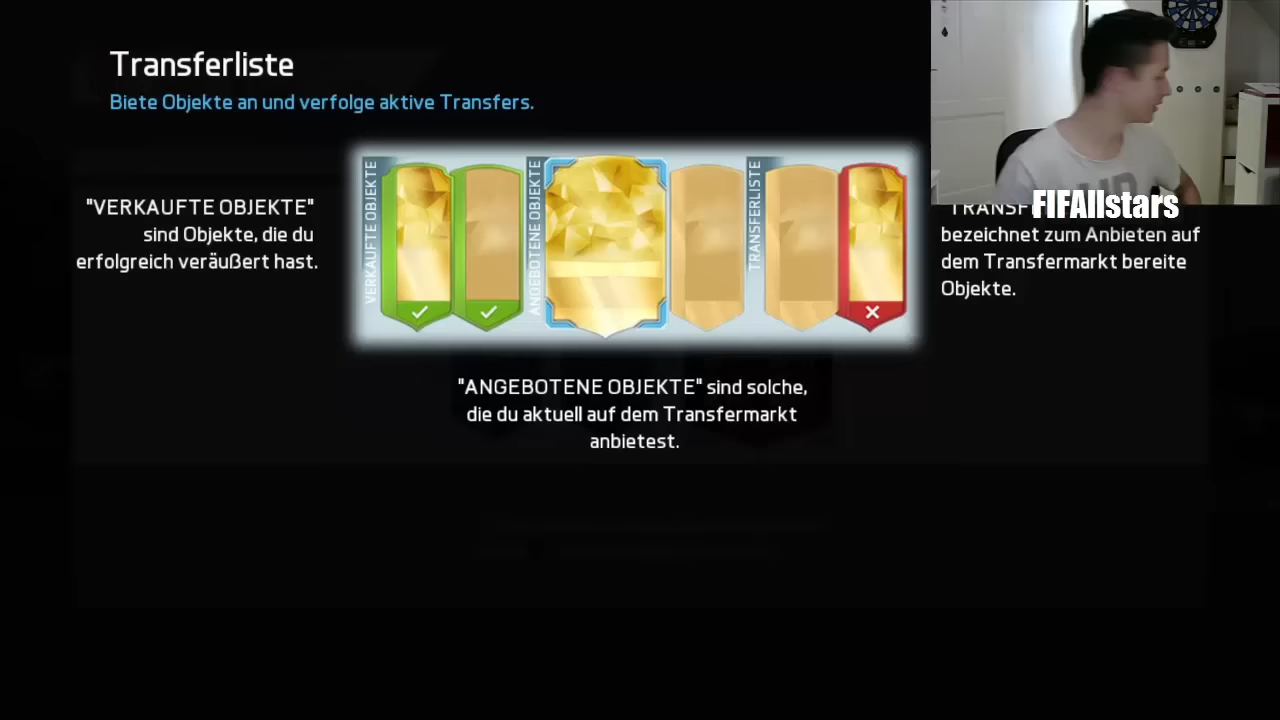 Transferliste
Biete Objekte an und verfolge aktive Transfers.
"VERKAUFTE OBJEKTE"
sind Objekte, die du
erfolgreich veräußert hast.
VERKAUFTE OBJEKTE
ANGEBOTENE OBJEKTE
TRANSFERLISTE
FIFAllstars
bezeichnet zum Anbieten auf
dem Transfermarkt bereite
Objekte.
"ANGEBOTENE OBJEKTE" sind solche,
die du aktuell auf dem Transfermarkt
anbietest.